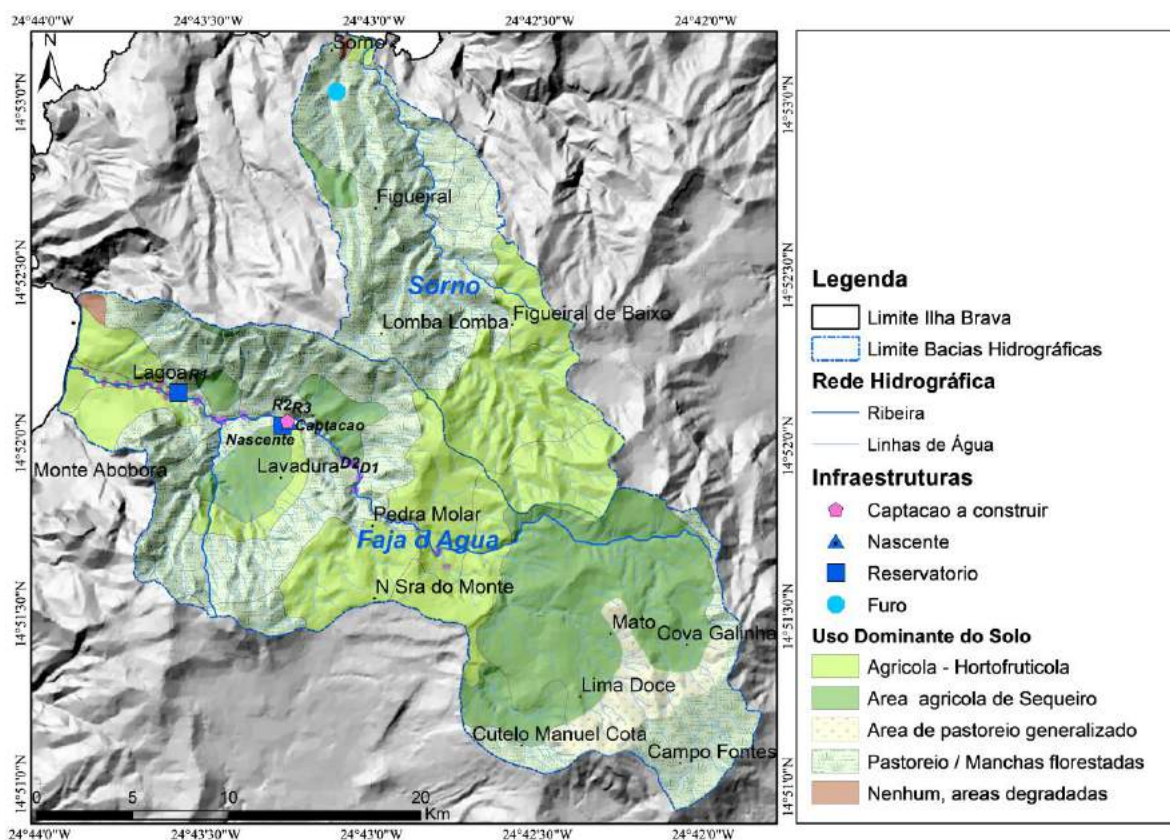 24°44'0"W 24°43'30"W 24°43'0"W 24°42'30"W 24°42'0"W
N
Sorno
14°53'0"N 14°53'0"N
Figueiral
14°52'30"N 14°52'30"N
Sorno
Figueiral de Baixo
Lomba Lomba
Lagoa R1
R2 R3
Captacao
Nascente
14°52'0"N 14°52'0"N
Monte Abobora
Lavadura D2 D1
Pedra Molar
Faja d Agua
N Sra do Monte
14°51'30"N 14°51'30"N
Mato
Cova Galinha
Lima Doce
Cutelo Manuel Cota
Campo Fontes
14°51'0"N 14°51'0"N
0 5 10 20
Km
24°44'0"W 24°43'30"W 24°43'0"W 24°42'30"W 24°42'0"W
Legenda
Limite Ilha Brava
Limite Bacias Hidrográficas
Rede Hidrográfica
Ribeira
Linhas de Água
Infraestruturas
Captacao a construir
Nascente
Reservatorio
Furo
Uso Dominante do Solo
Agricola - Hortofruticola
Area agricola de Sequeiro
Area de pastoreio generalizado
Pastoreio / Manchas florestadas
Nenhum, areas degradadas